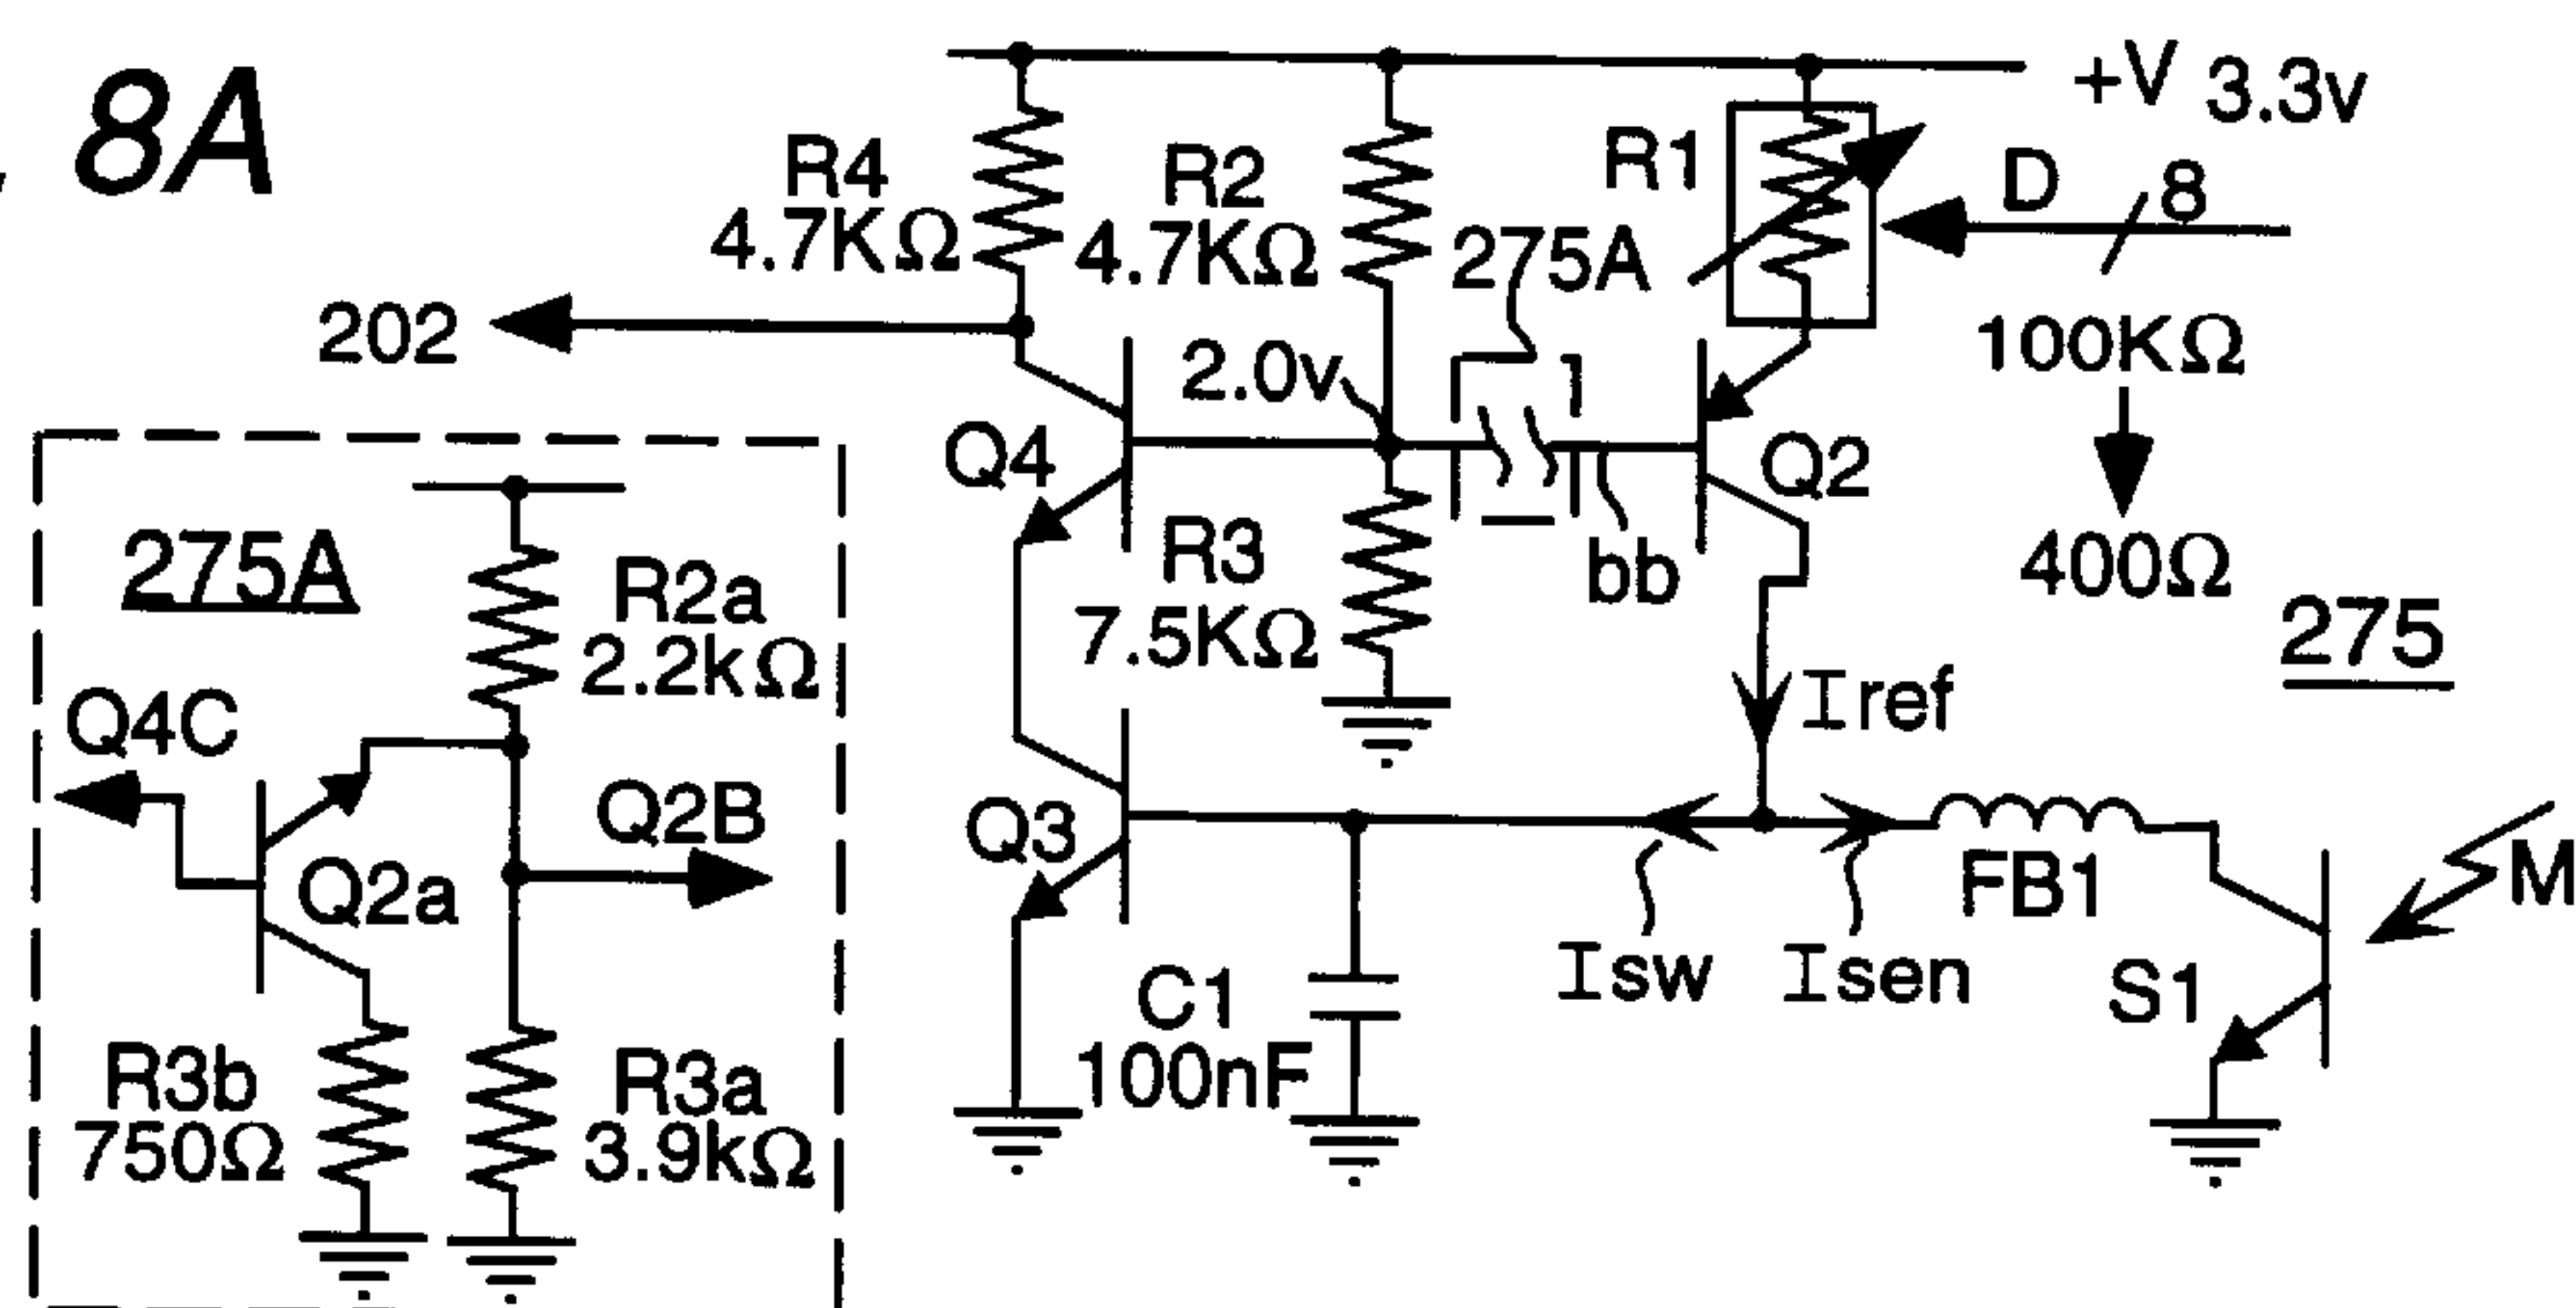 8A
+V 3.3v
R4
4.7KΩ
R2
4.7KΩ
R1
D 8
275A
202
2.0v
100KΩ
400Ω
Q4
Q2
bb
R3
7.5KΩ
275
Iref
Q3
C1
100nF
Isw
Isen
FB1
S1
M
275A
R2a
2.2kΩ
Q4C
Q2B
Q2a
R3b
750Ω
R3a
3.9kΩ